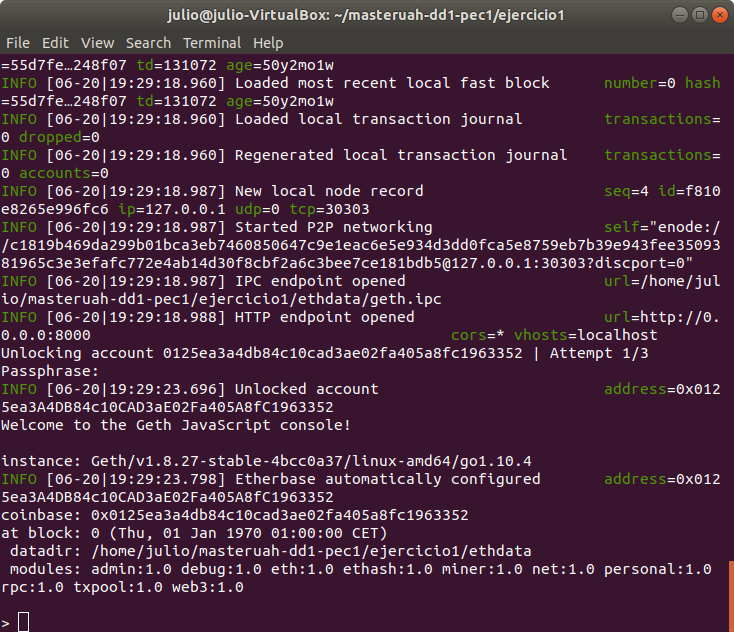 julio@julio-VirtualBox: ~/masteruah-dd1-pec1/ejercicio1
File Edit View Search Terminal Help
=55d7fe…248f07 td=131072 age=50y2mo1w
INFO [06-20|19:29:18.960] Loaded most recent local fast block number=0 hash
=55d7fe…248f07 td=131072 age=50y2mo1w
INFO [06-20|19:29:18.960] Loaded local transaction journal transactions=
0 dropped=0
INFO [06-20|19:29:18.960] Regenerated local transaction journal transactions=
0 accounts=0
INFO [06-20|19:29:18.987] New local node record seq=4 id=f810
e8265e996fc6 ip=127.0.0.1 udp=0 tcp=30303
INFO [06-20|19:29:18.987] Started P2P networking self="enode:/
/c1819b469da299b01bca3eb7460850647c9e1eac6e5e934d3dd0fca5e8759eb7b39e943fee35093
81965c3e3efafc772e4ab14d30f8cbf2a6c3bee7ce181bdb5@127.0.0.1:30303?discport=0"
INFO [06-20|19:29:18.987] IPC endpoint opened url=/home/jul
io/masteruah-dd1-pec1/ejercicio1/ethdata/geth.ipc
INFO [06-20|19:29:18.988] HTTP endpoint opened url=http://0.
0.0.0:8000 cors=* vhosts=localhost
Unlocking account 0125ea3a4db84c10cad3ae02fa405a8fc1963352 | Attempt 1/3
Passphrase:
INFO [06-20|19:29:23.696] Unlocked account address=0x012
5ea3A4DB84c10CAD3aE02Fa405A8fC1963352
Welcome to the Geth JavaScript console!
instance: Geth/v1.8.27-stable-4bcc0a37/linux-amd64/go1.10.4
INFO [06-20|19:29:23.798] Etherbase automatically configured address=0x012
5ea3A4DB84c10CAD3aE02Fa405A8fC1963352
coinbase: 0x0125ea3a4db84c10cad3ae02fa405a8fc1963352
at block: 0 (Thu, 01 Jan 1970 01:00:00 CET)
datadir: /home/julio/masteruah-dd1-pec1/ejercicio1/ethdata
modules: admin:1.0 debug:1.0 eth:1.0 ethash:1.0 miner:1.0 net:1.0 personal:1.0
rpc:1.0 txpool:1.0 web3:1.0
>